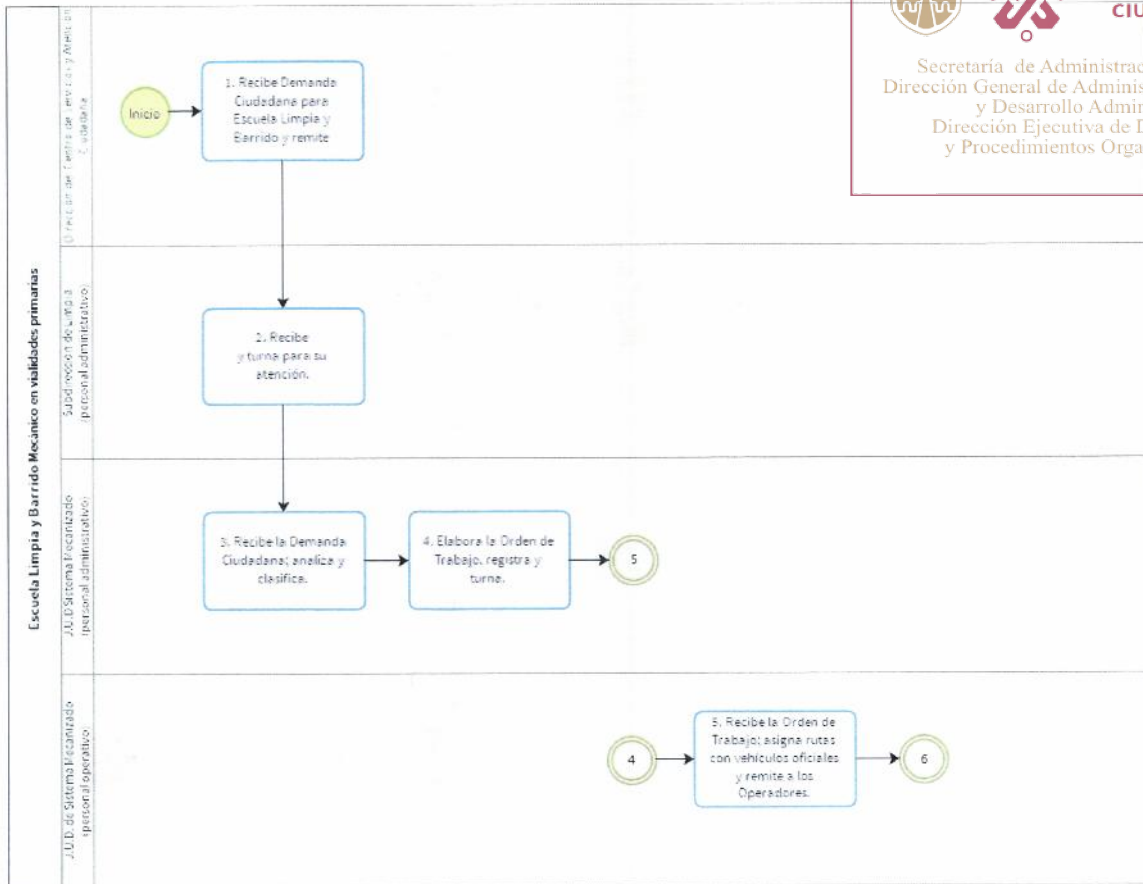 CIU
Secretaría de Administrac
Dirección General de Adminis
y Desarrollo Admin
Dirección Ejecutiva de D
y Procedimientos Orga
Escuela Limpia y Barrido Mecánico en vialidades primarias
Ciudadana
Inicio
1. Recibe Demanda
Ciudadana para
Escuela Limpia y
Barrido y remite
Subdirección de Limpia
(personal administrativo)
2. Recibe
y turna para su
atención.
J.U.D Sistema Mecanizado
(personal administrativo)
3. Recibe la Demanda
Ciudadana; analiza y
clasifica.
4. Elabora la Orden de
Trabajo, registra y
turna.
5
J.U.D. de Sistema Mecanizado
(personal operativo)
4
5. Recibe la Orden de
Trabajo; asigna rutas
con vehículos oficiales
y remite a los
Operadores.
6